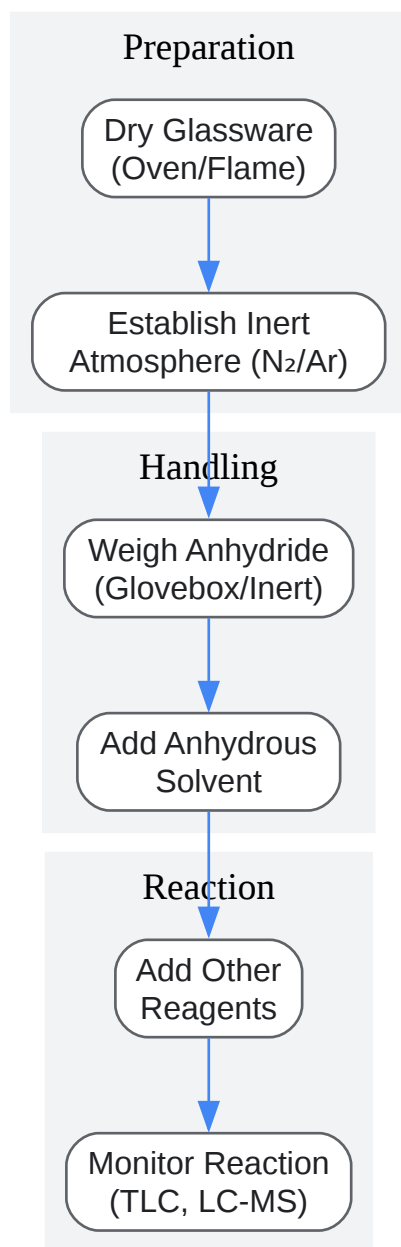 Preparation
Dry Glassware
(Oven/Flame)
Establish Inert
Atmosphere (N₂/Ar)
Handling
Weigh Anhydride
(Glovebox/Inert)
Add Anhydrous
Solvent
Reaction
Add Other
Reagents
Monitor Reaction
(TLC, LC-MS)